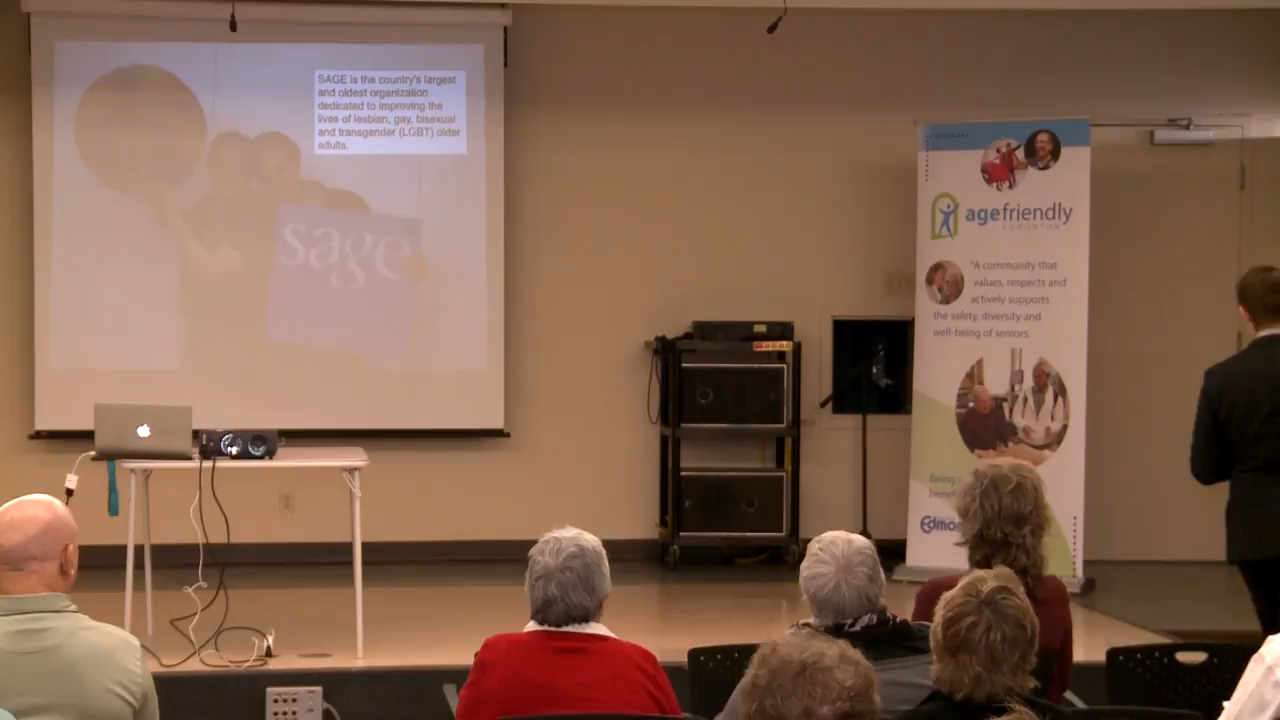 SAGE is the country's largest
and oldest organization
dedicated to improving the
lives of lesbian, gay, bisexual
and transgender (LGBT) older
adults.
sage
agefriendly
EDMONTON
"A community that
values, respects and
actively supports
the safety, diversity and
well-being of seniors.
Being